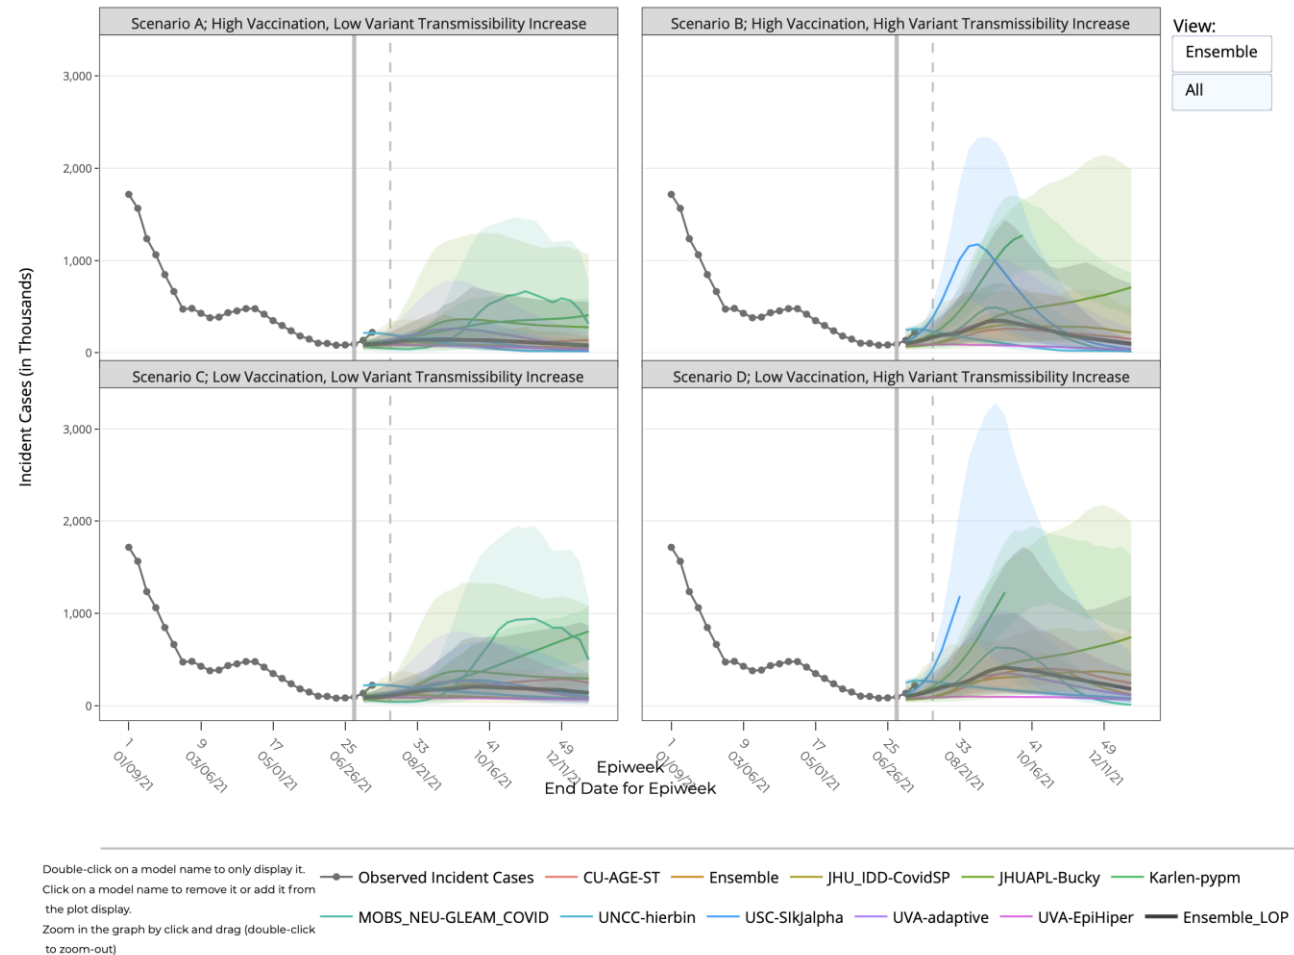 Scenario A; High Vaccination, Low Variant Transmissibility Increase
Scenario B; High Vaccination, High Variant Transmissibility Increase
View:
Ensemble
All
3,000
2,000
1,000
0
Scenario C; Low Vaccination, Low Variant Transmissibility Increase
Scenario D; Low Vaccination, High Variant Transmissibility Increase
3,000
2,000
1,000
0
Incident Cases (in Thousands)
1
01/09/21
9
03/06/21
17
05/01/21
25
06/26/21
33
08/21/21
41
10/16/21
49
12/11/21
1
01/09/21
9
03/06/21
17
05/01/21
25
06/26/21
33
08/21/21
41
10/16/21
49
12/11/21
Epiweek
End Date for Epiweek
Double-click on a model name to only display it.
Click on a model name to remove it or add it from
the plot display.
Zoom in the graph by click and drag (double-click
to zoom-out)
Observed Incident Cases CU-AGE-ST Ensemble JHU_IDD-CovidSP JHUAPL-Bucky Karlen-pypm
MOBS_NEU-GLEAM_COVID UNCC-hierbin USC-SIkJalpha UVA-adaptive UVA-EpiHiper Ensemble_LOP